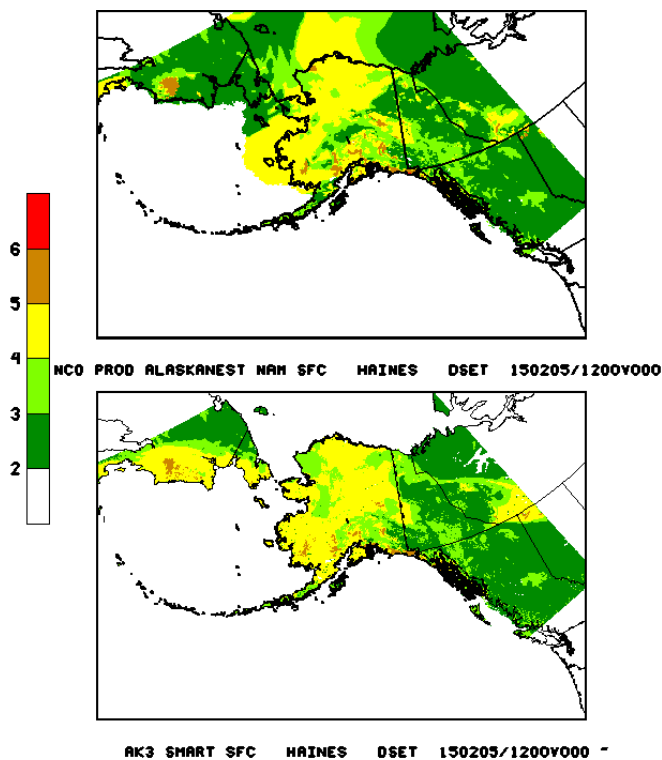 6
5
4
3
2
NCO PROD ALASKANEST NAM SFC HAINES DSET 150205/1200V000
AK3 SMART SFC HAINES DSET 150205/1200V000 ~